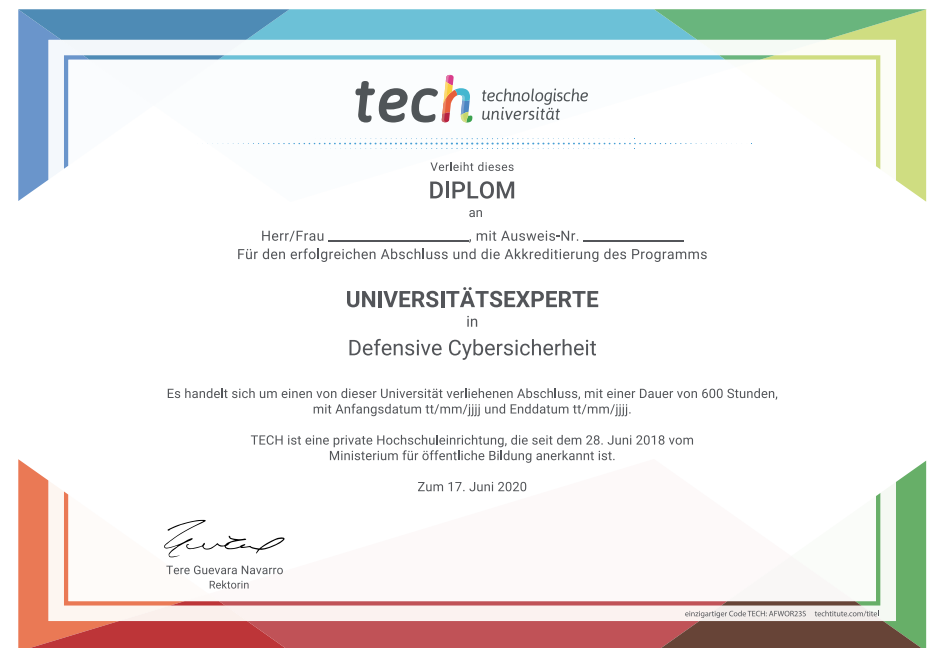 tech technologische
universität
Verleiht dieses
DIPLOM
an
Herr/Frau ____________________, mit Ausweis-Nr. ______________
Für den erfolgreichen Abschluss und die Akkreditierung des Programms
UNIVERSITÄTSEXPERTE
in
Defensive Cybersicherheit
Es handelt sich um einen von dieser Universität verliehenen Abschluss, mit einer Dauer von 600 Stunden,
mit Anfangsdatum tt/mm/jjjj und Enddatum tt/mm/jjjj.
TECH ist eine private Hochschuleinrichtung, die seit dem 28. Juni 2018 vom
Ministerium für öffentliche Bildung anerkannt ist.
Zum 17. Juni 2020
Tere Guevara Navarro
Rektorin
einzigartiger Code TECH: AFWOR23S techtitute.com/titel